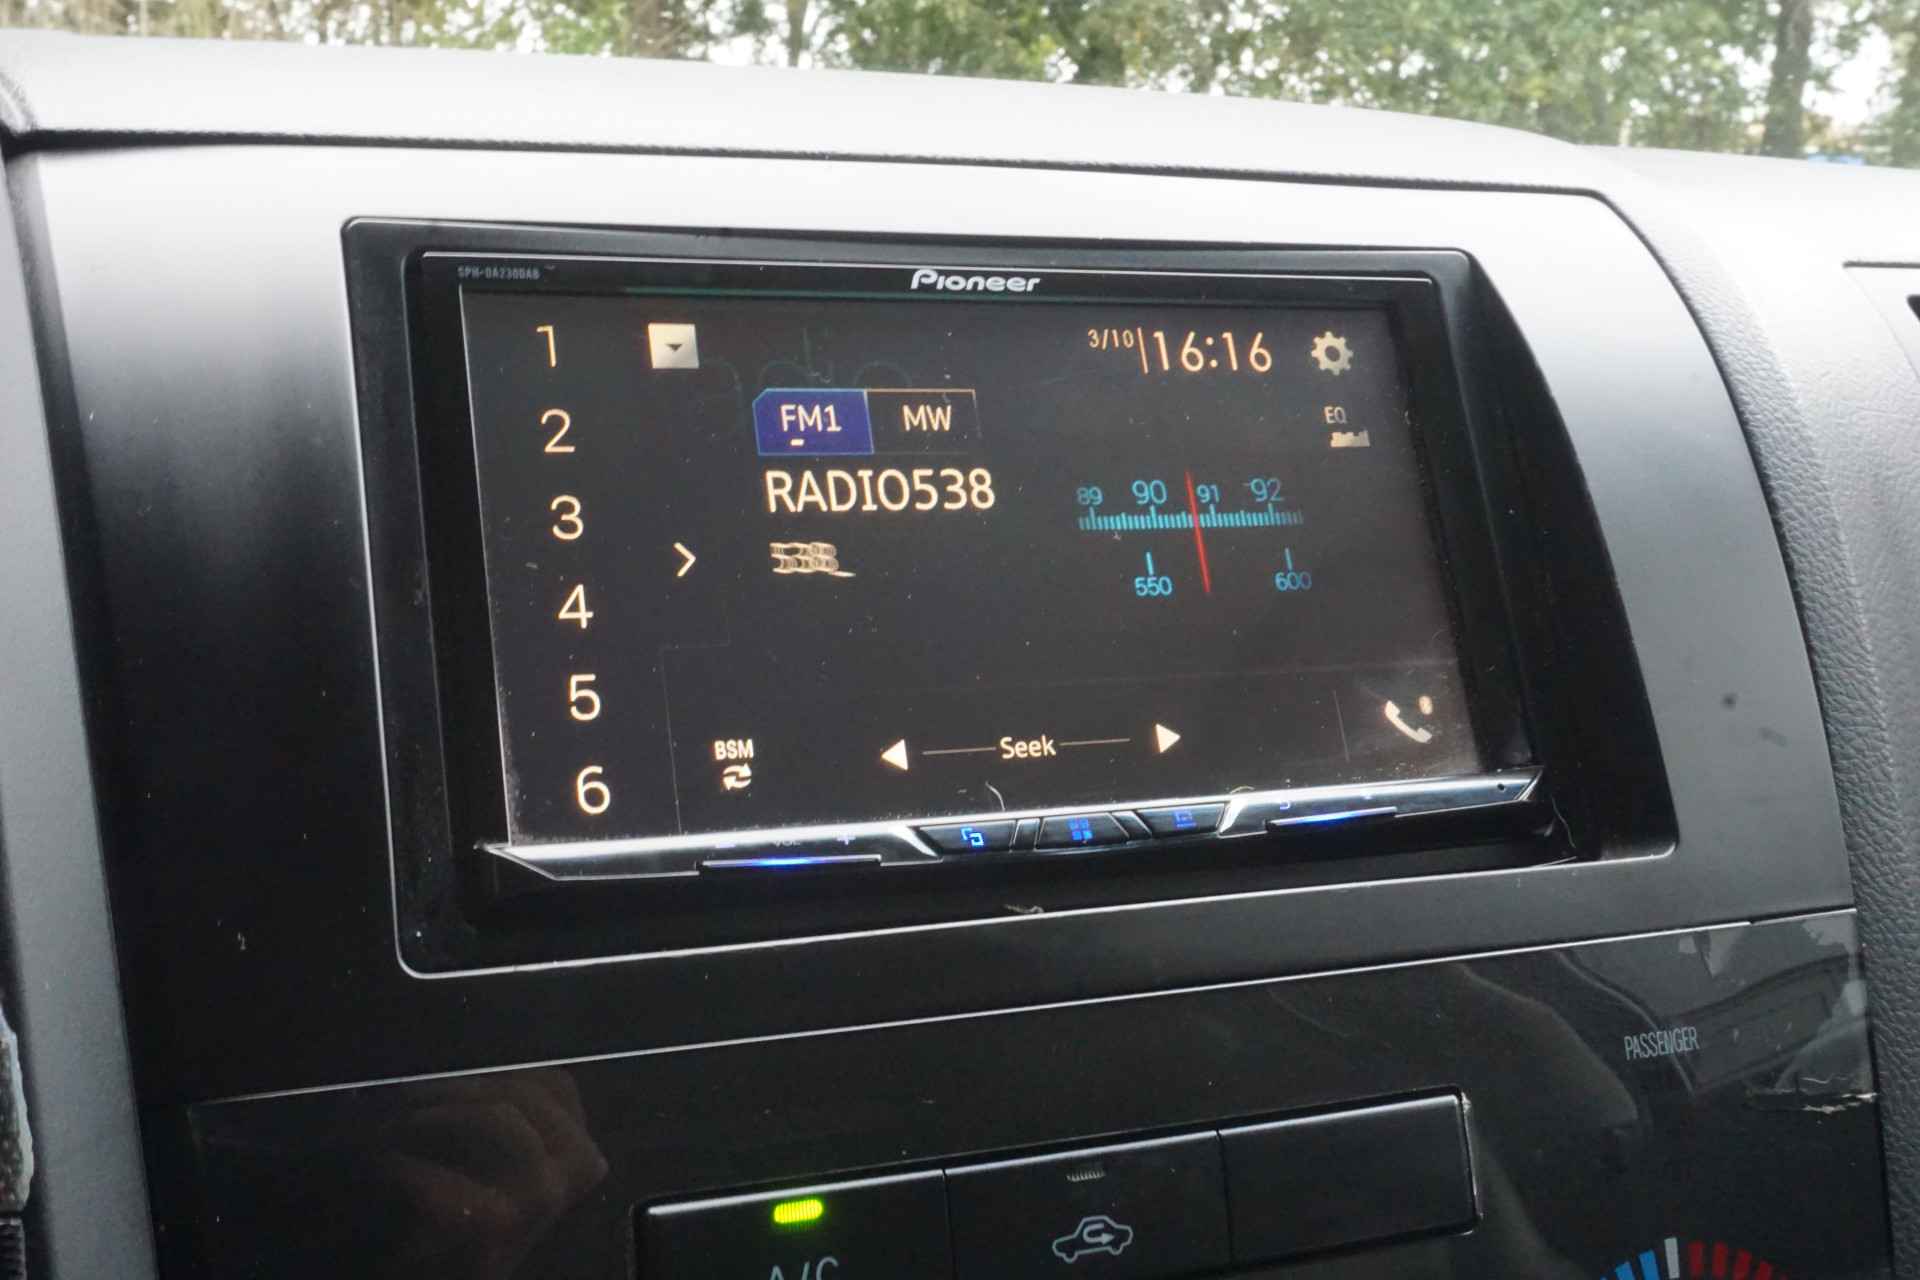 SPH-DA230DAB
Pioneer
1
3/10 16:16
2
FM1 MW
EQ
3
RADIO538
89 90 91 92
4
550 600
5
6
BSM
Seek
VOL
PASSENGER
A/C